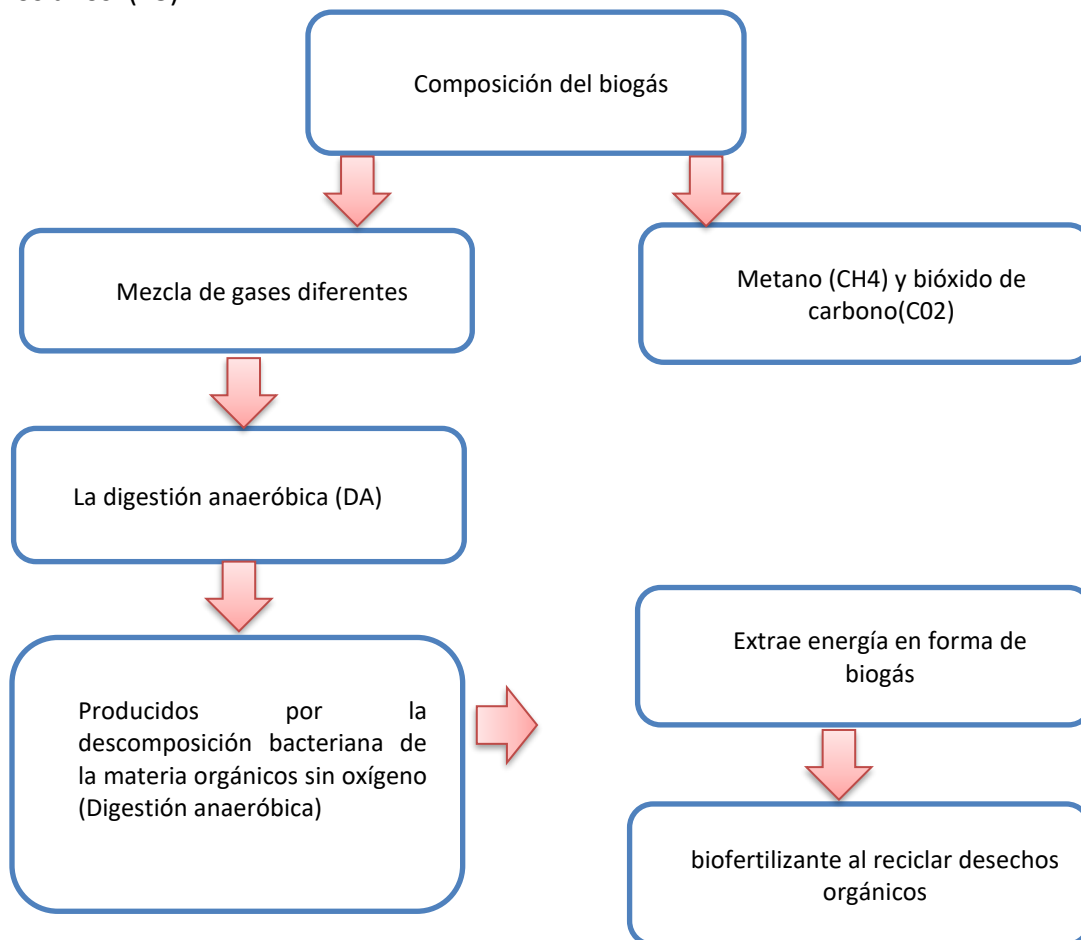 Composición del biogás
Mezcla de gases diferentes
Metano (CH4) y bióxido de
carbono(C02)
La digestión anaeróbica (DA)
Producidos por la
descomposición bacteriana de
la materia orgánicos sin oxígeno
(Digestión anaeróbica)
Extrae energía en forma de
biogás
biofertilizante al reciclar desechos
orgánicos